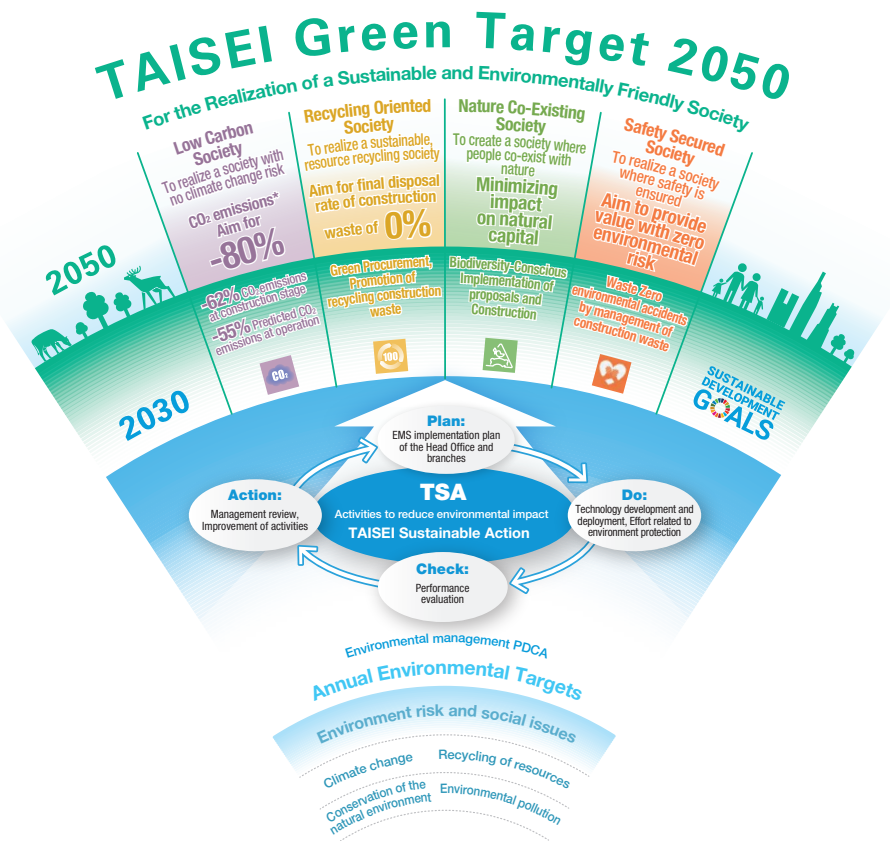 TAISEI Green Target 2050
For the Realization of a Sustainable and Environmentally Friendly Society
Low Carbon
Society
To realize a society with
no climate change risk
CO₂ emissions*
Aim for
-80%
Recycling Oriented
Society
To realize a sustainable,
resource recycling society
Aim for final disposal
rate of construction
waste of 0%
Nature Co-Existing
Society
To create a society where
people co-exist with
nature
Minimizing
impact
on natural
capital
Safety Secured
Society
To realize a society
where safety is
ensured
Aim to provide
value with zero
environmental
risk
2050
-62% CO₂ emissions
at construction stage
-55% Predicted CO₂
emissions at operation
CO₂
Green Procurement,
Promotion of
recycling construction
waste
100
Biodiversity-Conscious
Implementation of
proposals and
Construction
Waste Zero
environmental accidents
by management of
construction waste
2030
SUSTAINABLE
DEVELOPMENT
GOALS
Plan:
EMS implementation plan
of the Head Office and
branches
Action:
Management review,
Improvement of activities
TSA
Activities to reduce environmental impact
TAISEI Sustainable Action
Do:
Technology development and
deployment, Effort related to
environment protection
Check:
Performance
evaluation
Environmental management PDCA
Annual Environmental Targets
Environment risk and social issues
Climate change
Recycling of resources
Conservation of the
natural environment
Environmental pollution